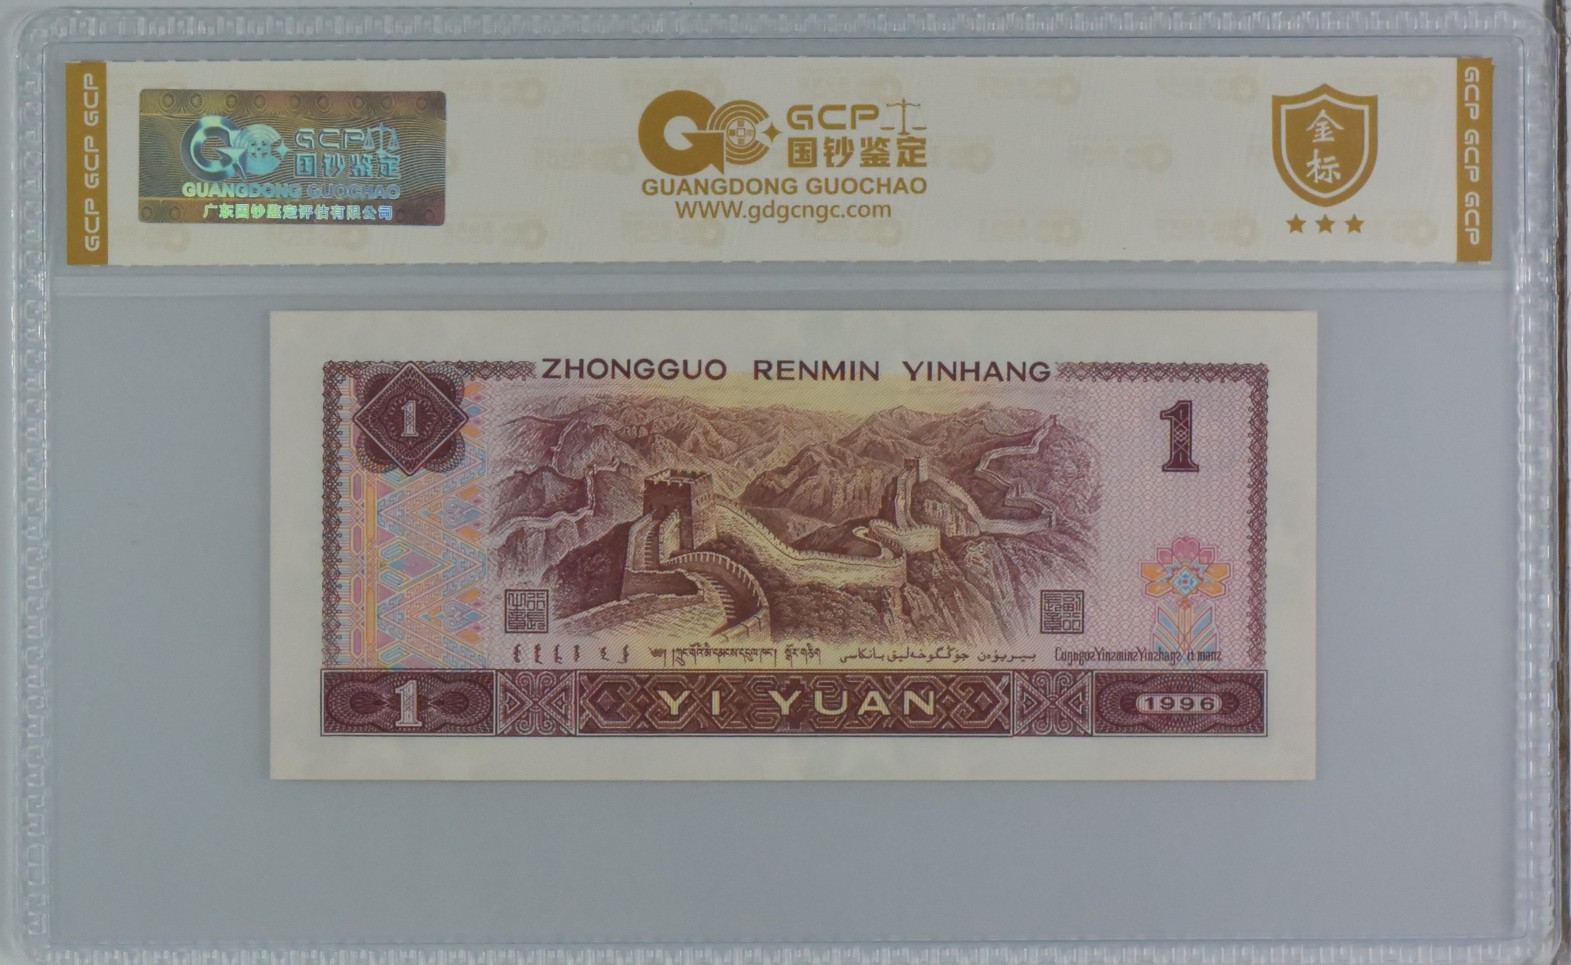 GCP GCP GCP
GCP
国钞鉴定
GUANGDONG GUOCHAO
广东国钞鉴定评估有限公司
GCP
国钞鉴定
GUANGDONG GUOCHAO
WWW.gdgcngc.com
金
标
GCP GCP GCP
ZHONGGUO RENMIN YINHANG
1
1
1
YI YUAN
1996